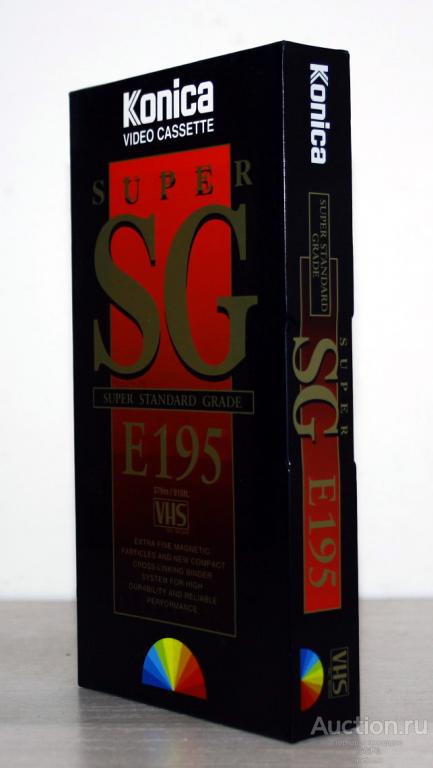 Konica
VIDEO CASSETTE
SUPER
SG
SUPER STANDARD GRADE
E195
VHS
EXTRA FINE MAGNETIC
PARTICLES AND NEW COMPACT
CROSS-LINKING BINDER
SYSTEM FOR HIGH
DURABILITY AND RELIABLE
PERFORMANCE.
Konica
SUPER STANDARD
GRADE
SUPER
SG
E195
VHS
Auction.ru